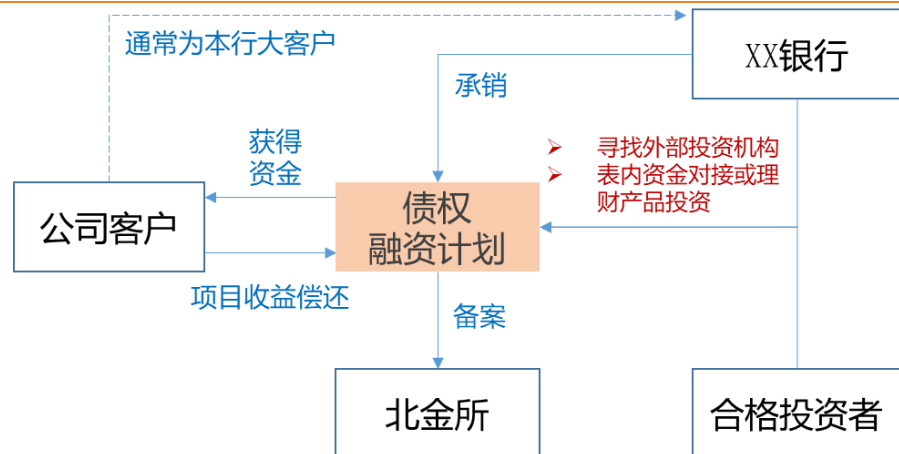 通常为本行大客户
XX银行
承销
获得
资金
寻找外部投资机构
表内资金对接或理
财产品投资
公司客户
债权
融资计划
项目收益偿还
备案
北金所
合格投资者